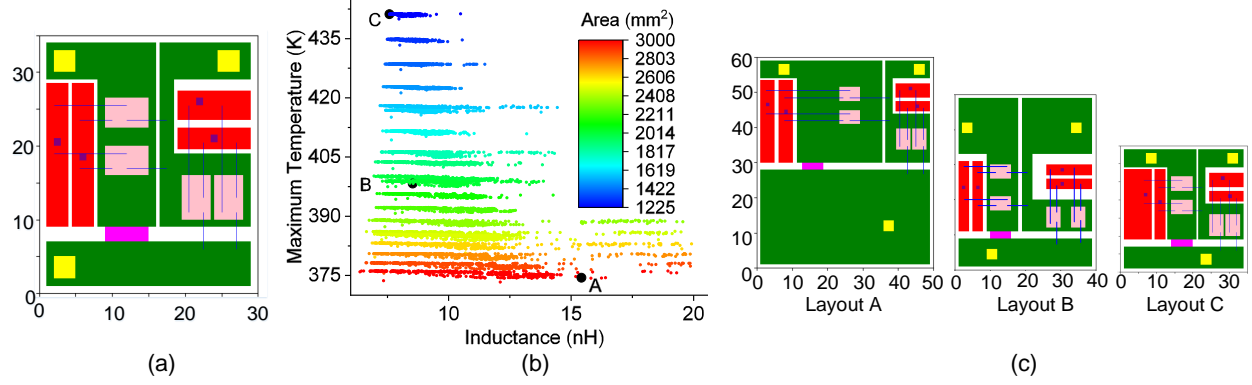 30
20
10
0
0 10 20 30
(a)
Maximum Temperature (K)
435
420
405
390
375
C
B
A
10 15 20
Inductance (nH)
Area (mm²)
3000
2803
2606
2408
2211
2014
1817
1619
1422
1225
(b)
60
50
40
30
20
10
0
0 10 20 30 40 50
Layout A
0 10 20 30 40
Layout B
0 10 20 30
Layout C
(c)